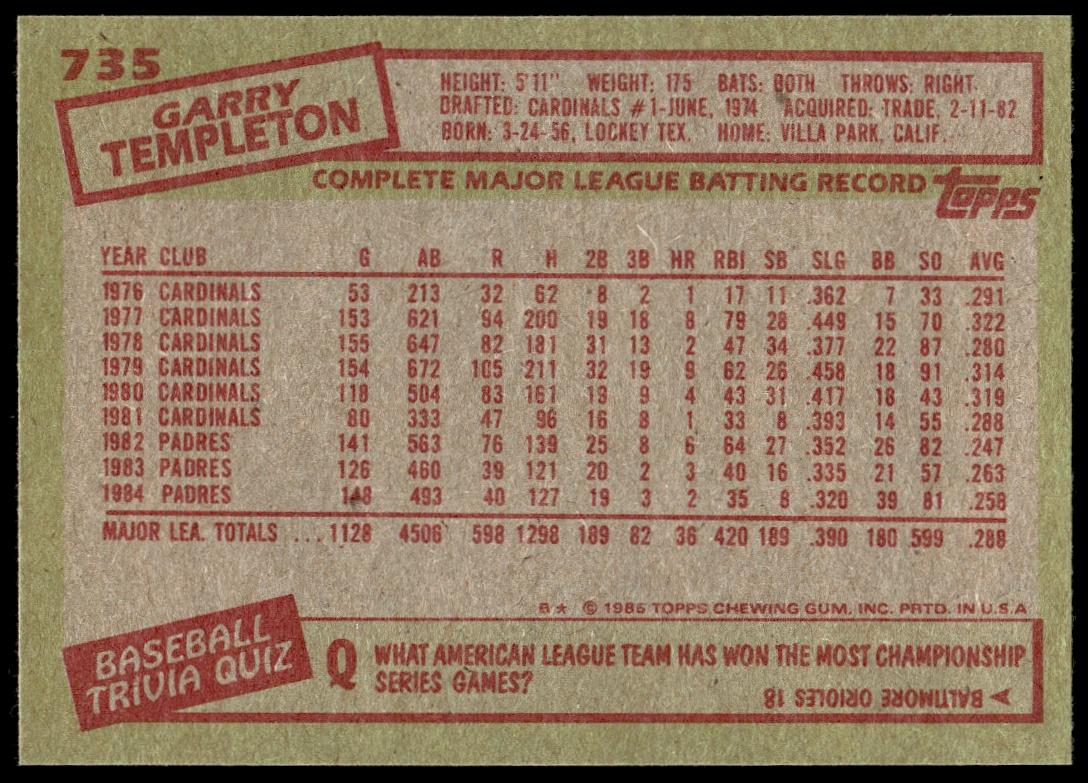 735
GARRY
TEMPLETON
HEIGHT: 5'11" WEIGHT: 175 BATS: BOTH THROWS: RIGHT
DRAFTED: CARDINALS #1-JUNE, 1974 ACQUIRED: TRADE, 2-11-82
BORN: 3-24-56, LOCKEY TEX. HOME: VILLA PARK, CALIF.
COMPLETE MAJOR LEAGUE BATTING RECORD
TOPPS
YEAR CLUB G AB R H 2B 3B HR RBI SB SLG BB SO AVG
1976 CARDINALS 53 213 32 62 8 2 1 17 11 .362 7 33 .291
1977 CARDINALS 153 621 94 200 19 18 8 79 28 .449 15 70 .322
1978 CARDINALS 155 647 82 181 31 13 2 47 34 .377 22 87 .280
1979 CARDINALS 154 672 105 211 32 19 9 62 26 .458 18 91 .314
1980 CARDINALS 118 504 83 161 19 9 4 43 31 .417 18 43 .319
1981 CARDINALS 80 333 47 96 16 8 1 33 8 .393 14 55 .288
1982 PADRES 141 563 76 139 25 8 6 64 27 .352 26 82 .247
1983 PADRES 126 460 39 121 20 2 3 40 16 .335 21 57 .263
1984 PADRES 148 493 40 127 19 3 2 35 8 .320 39 81 .258
MAJOR LEA. TOTALS ... 1128 4506 598 1298 189 82 36 420 189 .390 180 599 .288
B★ © 1985 TOPPS CHEWING GUM, INC. PRTD. IN U.S.A
BASEBALL
TRIVIA QUIZ
Q WHAT AMERICAN LEAGUE TEAM HAS WON THE MOST CHAMPIONSHIP
SERIES GAMES?
BALTIMORE ORIOLES 18